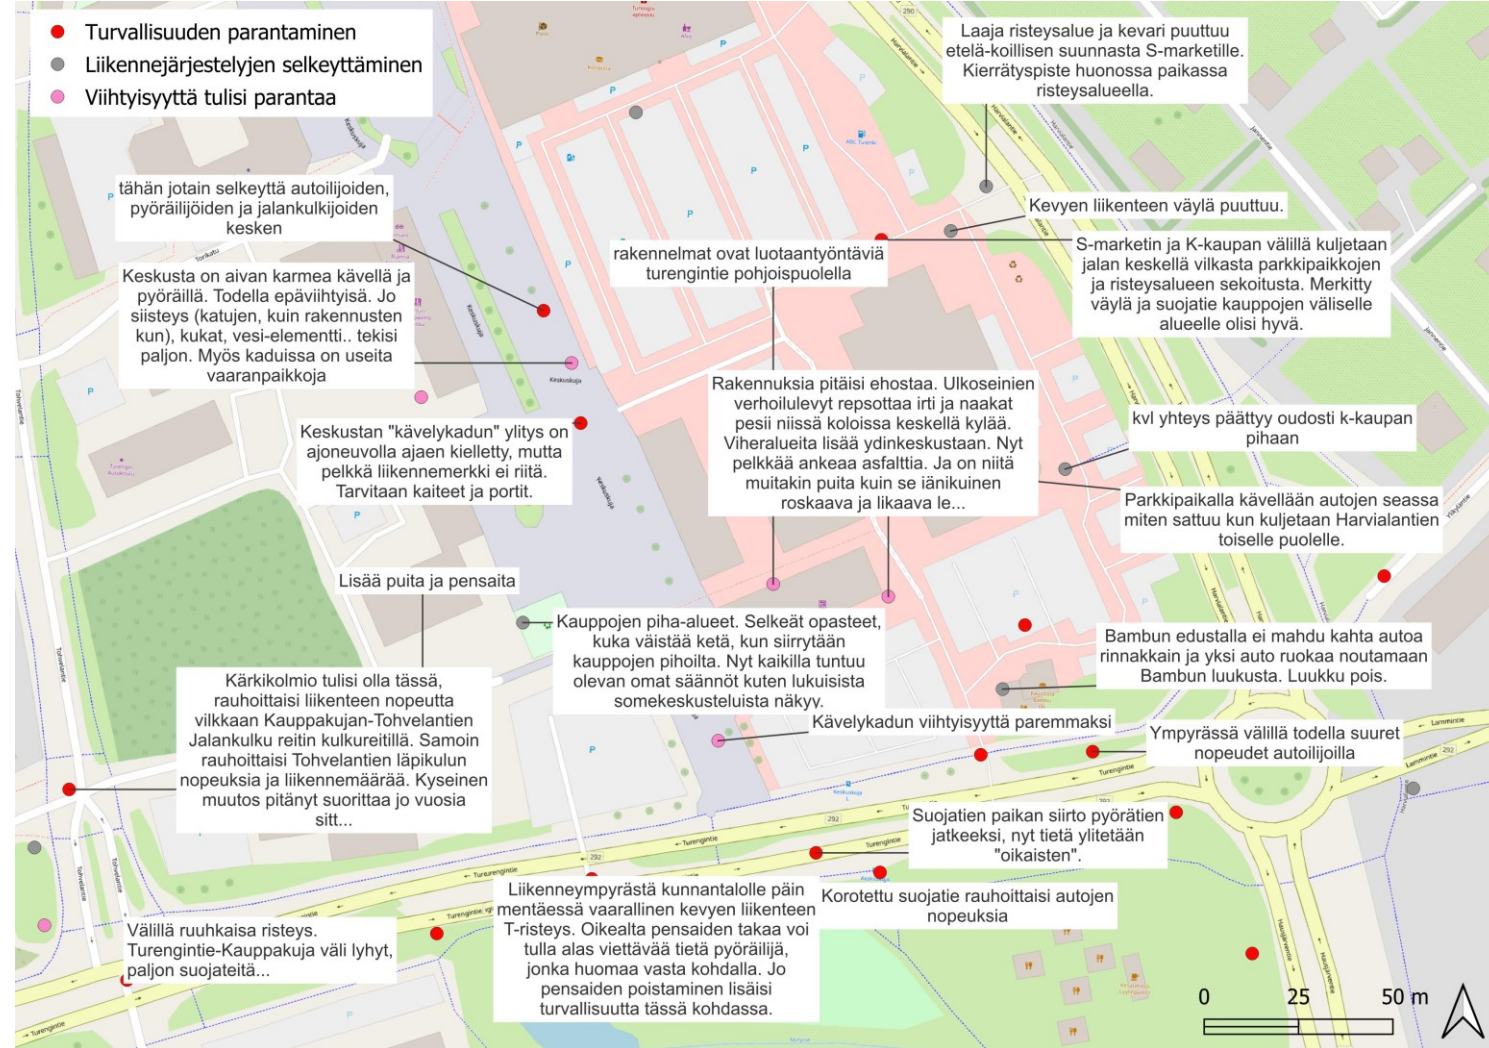 Turvallisuuden parantaminen
Liikennejärjestelyjen selkeyttäminen
Viihtyisyyttä tulisi parantaa
Laaja risteysalue ja kevari puuttuu
etelä-koillisen suunnasta S-marketille.
Kierrätyspiste huonossa paikassa
risteysalueella.
tähän jotain selkeyttä autoilijoiden,
pyöräilijöiden ja jalankulkijoiden
kesken
Kevyen liikenteen väylä puuttuu.
rakennelmat ovat luotaantyöntäviä
turengintie pohjoispuolella
S-marketin ja K-kaupan välillä kuljetaan
jalan keskellä vilkasta parkkipaikkojen
ja risteysalueen sekoitusta. Merkitty
väylä ja suojatie kauppojen väliselle
alueelle olisi hyvä.
Keskusta on aivan karmea kävellä ja
pyöräillä. Todella epäviihtyisä. Jo
siisteys (katujen, kuin rakennusten
kun), kukat, vesi-elementti.. tekisi
paljon. Myös kaduissa on useita
vaaranpaikkoja
Rakennuksia pitäisi ehostaa. Ulkoseinien
verhoilulevyt repsottaa irti ja naakat
pesii niissä koloissa keskellä kylää.
Viheralueita lisää ydinkeskustaan. Nyt
pelkkää ankeaa asfalttia. Ja on niitä
muitakin puita kuin se iänikuinen
roskaava ja likaava le...
kvl yhteys päättyy oudosti k-kaupan
pihaan
Keskustan "kävelykadun" ylitys on
ajoneuvolla ajaen kielletty, mutta
pelkkä liikennemerkki ei riitä.
Tarvitaan kaiteet ja portit.
Parkkipaikalla kävellään autojen seassa
miten sattuu kun kuljetaan Harvialantien
toiselle puolelle.
Lisää puita ja pensaita
Kauppojen piha-alueet. Selkeät opasteet,
kuka väistää ketä, kun siirrytään
kauppojen pihoilta. Nyt kaikilla tuntuu
olevan omat säännöt kuten lukuisista
somekeskusteluista näkyy.
Bambun edustalla ei mahdu kahta autoa
rinnakkain ja yksi auto ruokaa noutamaan
Bambun luukusta. Luukku pois.
Kärkikolmio tulisi olla tässä,
rauhoittaisi liikenteen nopeutta
vilkkaan Kauppakujan-Tohvelantien
Jalankulku reitin kulkureitillä. Samoin
rauhoittaisi Tohvelantien läpikulun
nopeuksia ja liikennemäärää. Kyseinen
muutos pitänyt suorittaa jo vuosia
sitt...
Kävelykadun viihtyisyyttä paremmaksi
Ympyrässä välillä todella suuret
nopeudet autoilijoilla
Suojatien paikan siirto pyörätien
jatkeeksi, nyt tietä ylitetään
"oikaisten".
Korotettu suojatie rauhoittaisi autojen
nopeuksia
Liikenneympyrästä kunnantalolle päin
mentäessä vaarallinen kevyen liikenteen
T-risteys. Oikealta pensaiden takaa voi
tulla alas viettävää tietä pyöräilijä,
jonka huomaa vasta kohdalla. Jo
pensaiden poistaminen lisäisi
turvallisuutta tässä kohdassa.
Välillä ruuhkaisa risteys.
Turengintie-Kauppakuja väli lyhyt,
paljon suojateitä...
0 25 50 m
290
Harvialantie
Jannerintie
Keskuskuja
Torikatu
ABC Turenki
Tohvelantie
Yläkyläntie
Turengintie
292
Lammintie
Hausjärventie
P